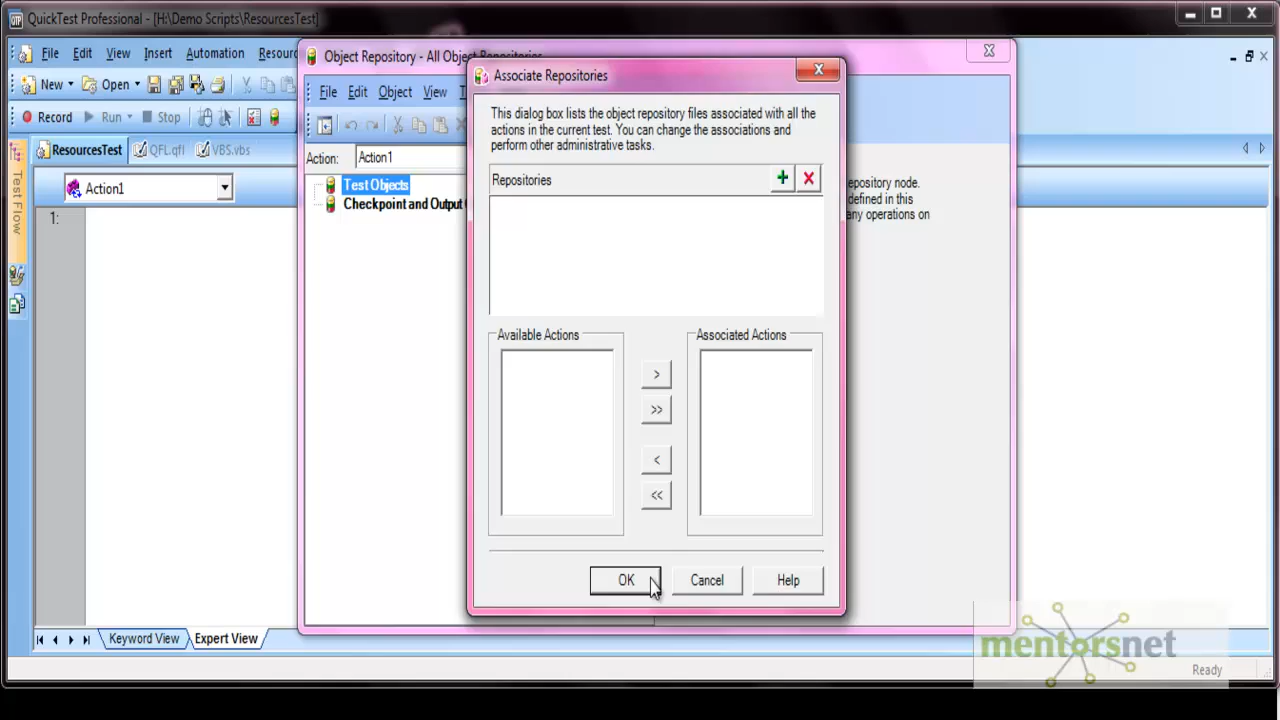 QuickTest Professional - [H:\Demo Scripts\ResourcesTest]
File Edit View Insert Automation
New Open
Record Run Stop
ResourcesTest QFL.qfl VBS.vbs
Action1
1:
Test Flow
Object Repository - All Object Repositories
File Edit Object View
Action: Action1
Test Objects
Checkpoint and Output
epository node.
defined in this
any operations on
Associate Repositories
This dialog box lists the object repository files associated with all the
actions in the current test. You can change the associations and
perform other administrative tasks.
Repositories
Available Actions
Associated Actions
>
>>
<
<<
OK Cancel Help
Keyword View Expert View
mentorsnet
Ready